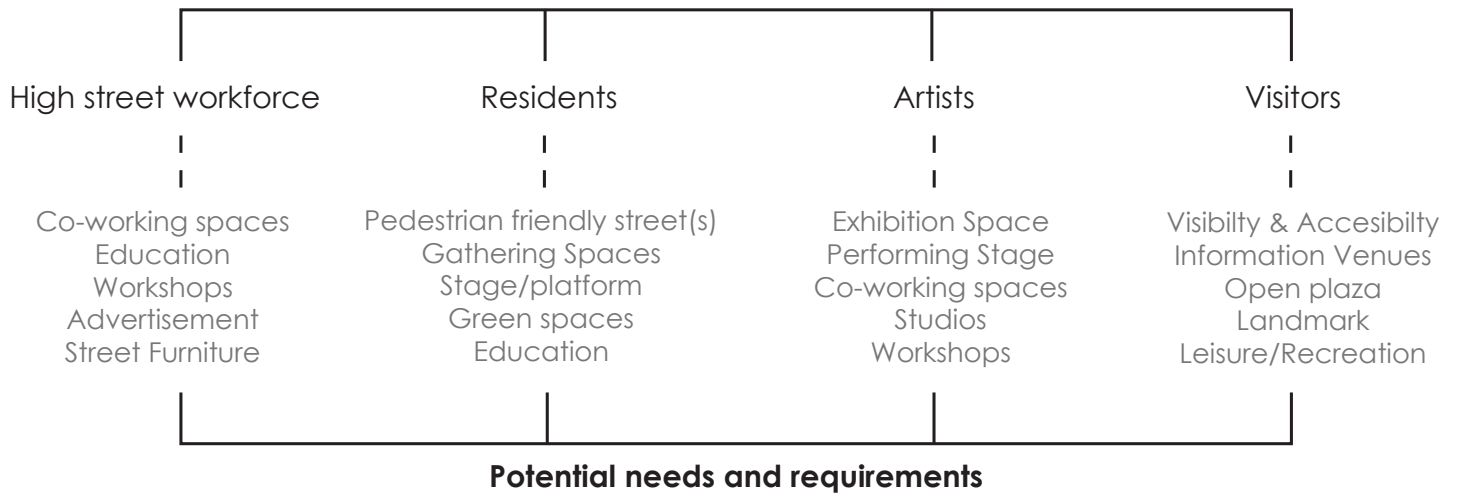 High street workforce
Co-working spaces
Education
Workshops
Advertisement
Street Furniture
Residents
Pedestrian friendly street(s)
Gathering Spaces
Stage/platform
Green spaces
Education
Artists
Exhibition Space
Performing Stage
Co-working spaces
Studios
Workshops
Visitors
Visibilty & Accesibilty
Information Venues
Open plaza
Landmark
Leisure/Recreation
Potential needs and requirements